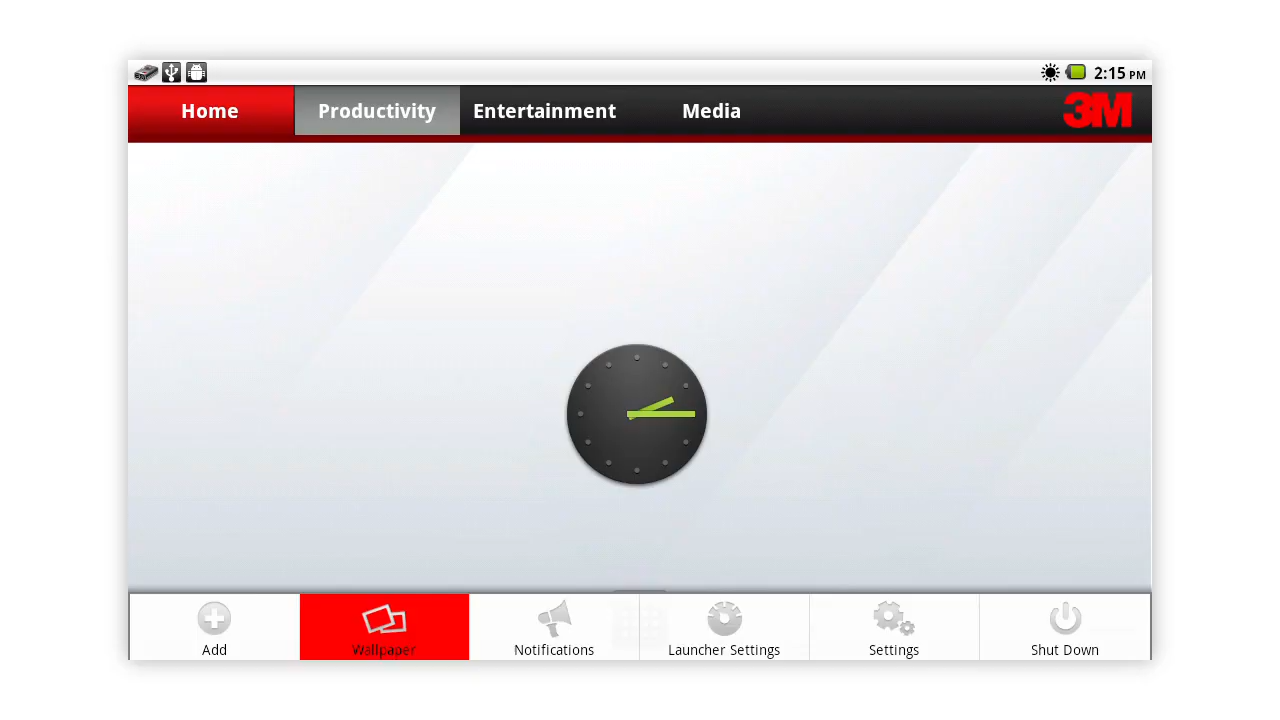 2:15 PM
Home Productivity Entertainment Media 3M
Add Wallpaper Notifications Launcher Settings Settings Shut Down